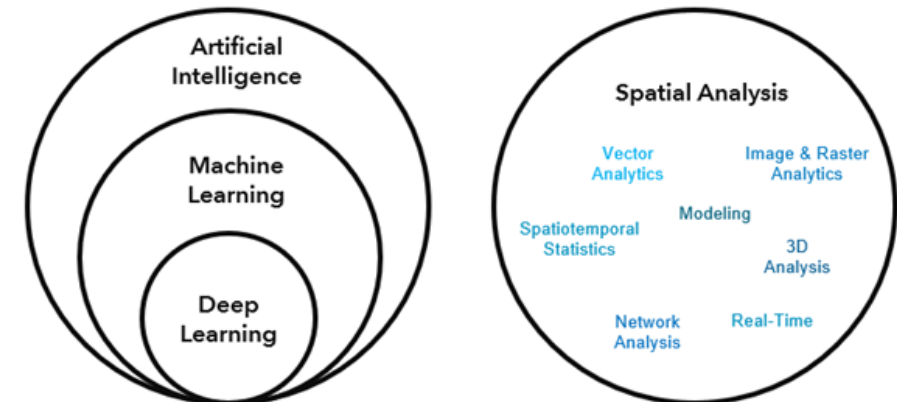 Artificial
Intelligence
Machine
Learning
Deep
Learning
Spatial Analysis
Vector
Analytics
Image & Raster
Analytics
Modeling
Spatiotemporal
Statistics
3D
Analysis
Network
Analysis
Real-Time